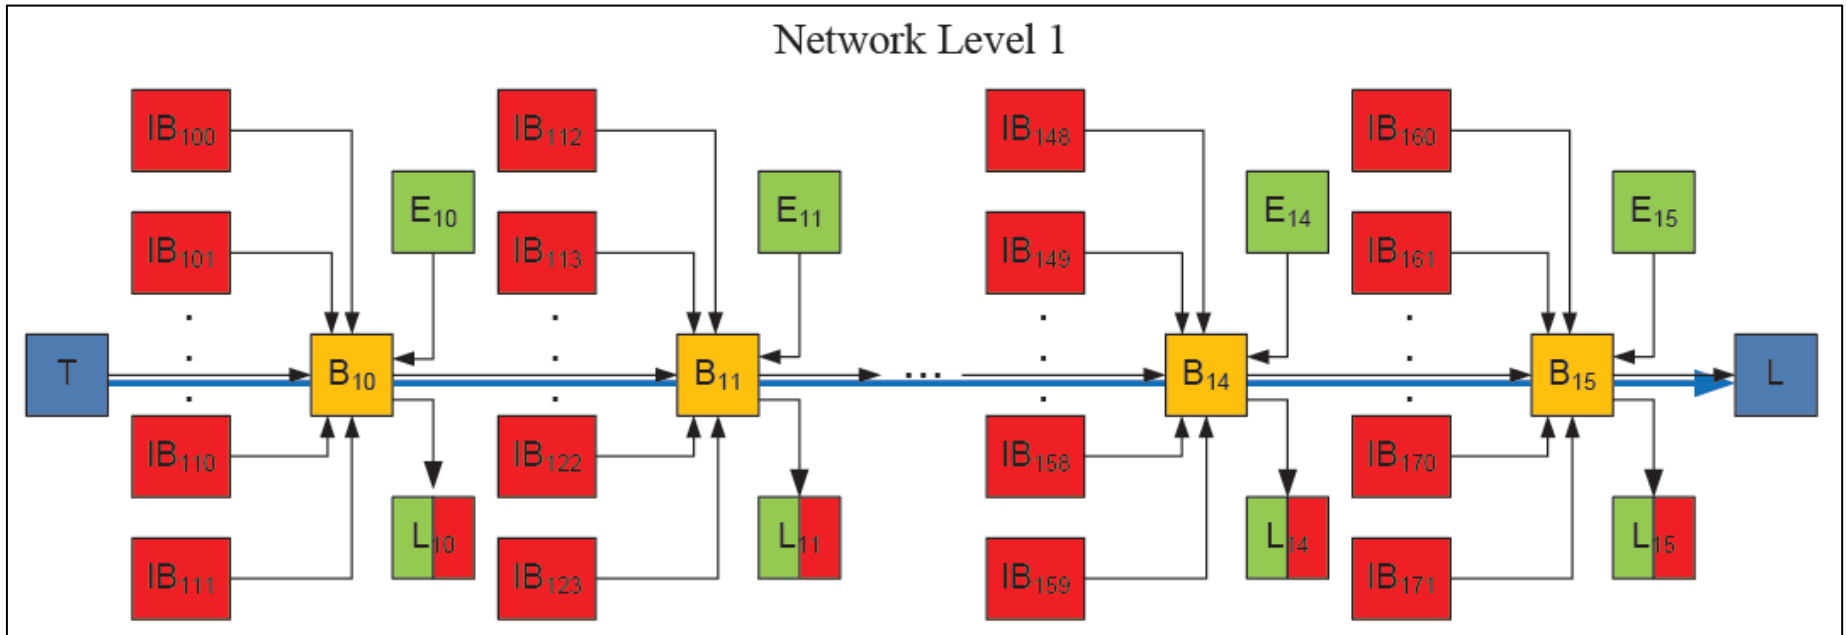 Network Level 1
IB100 IB112 IB148 IB160
E10 E11 E14 E15
IB101 IB113 IB149 IB161
T B10 B11 ... B14 B15 L
IB110 IB122 IB158 IB170
L10 L11 L14 L15
IB111 IB123 IB159 IB171